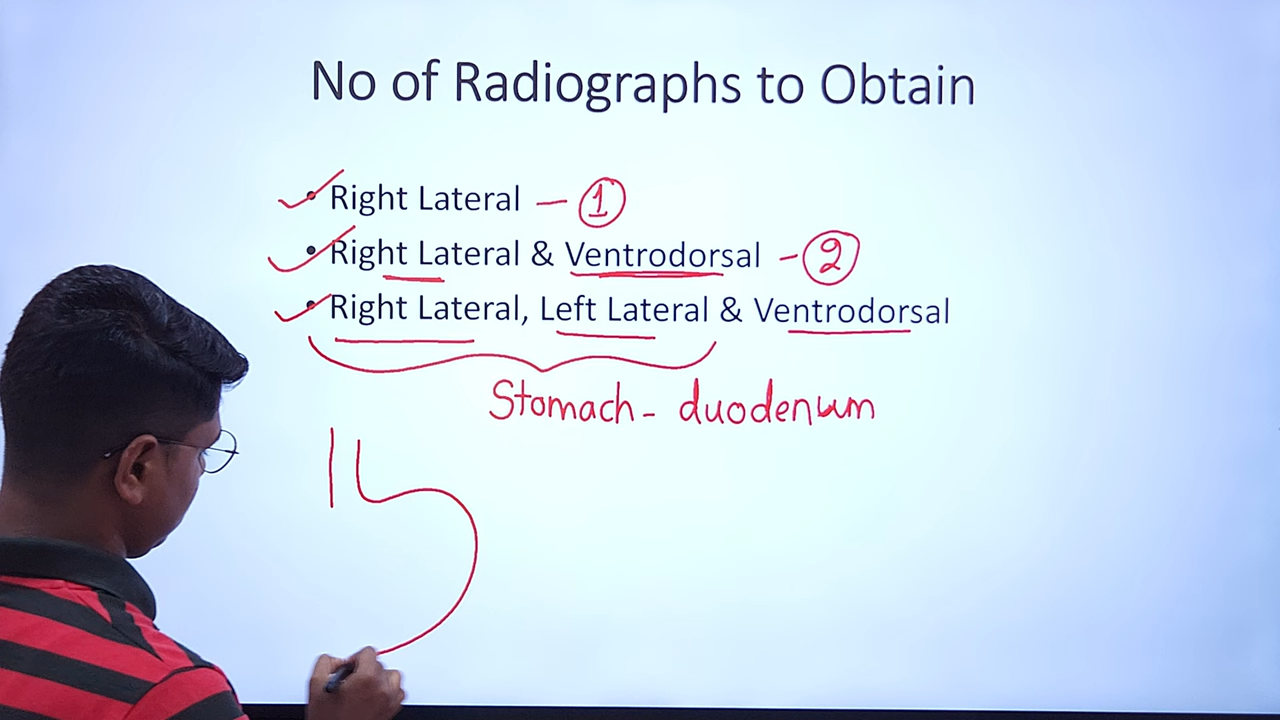 No of Radiographs to Obtain
• Right Lateral — 1
• Right Lateral & Ventrodorsal - 2
• Right Lateral, Left Lateral & Ventrodorsal
Stomach - duodenum